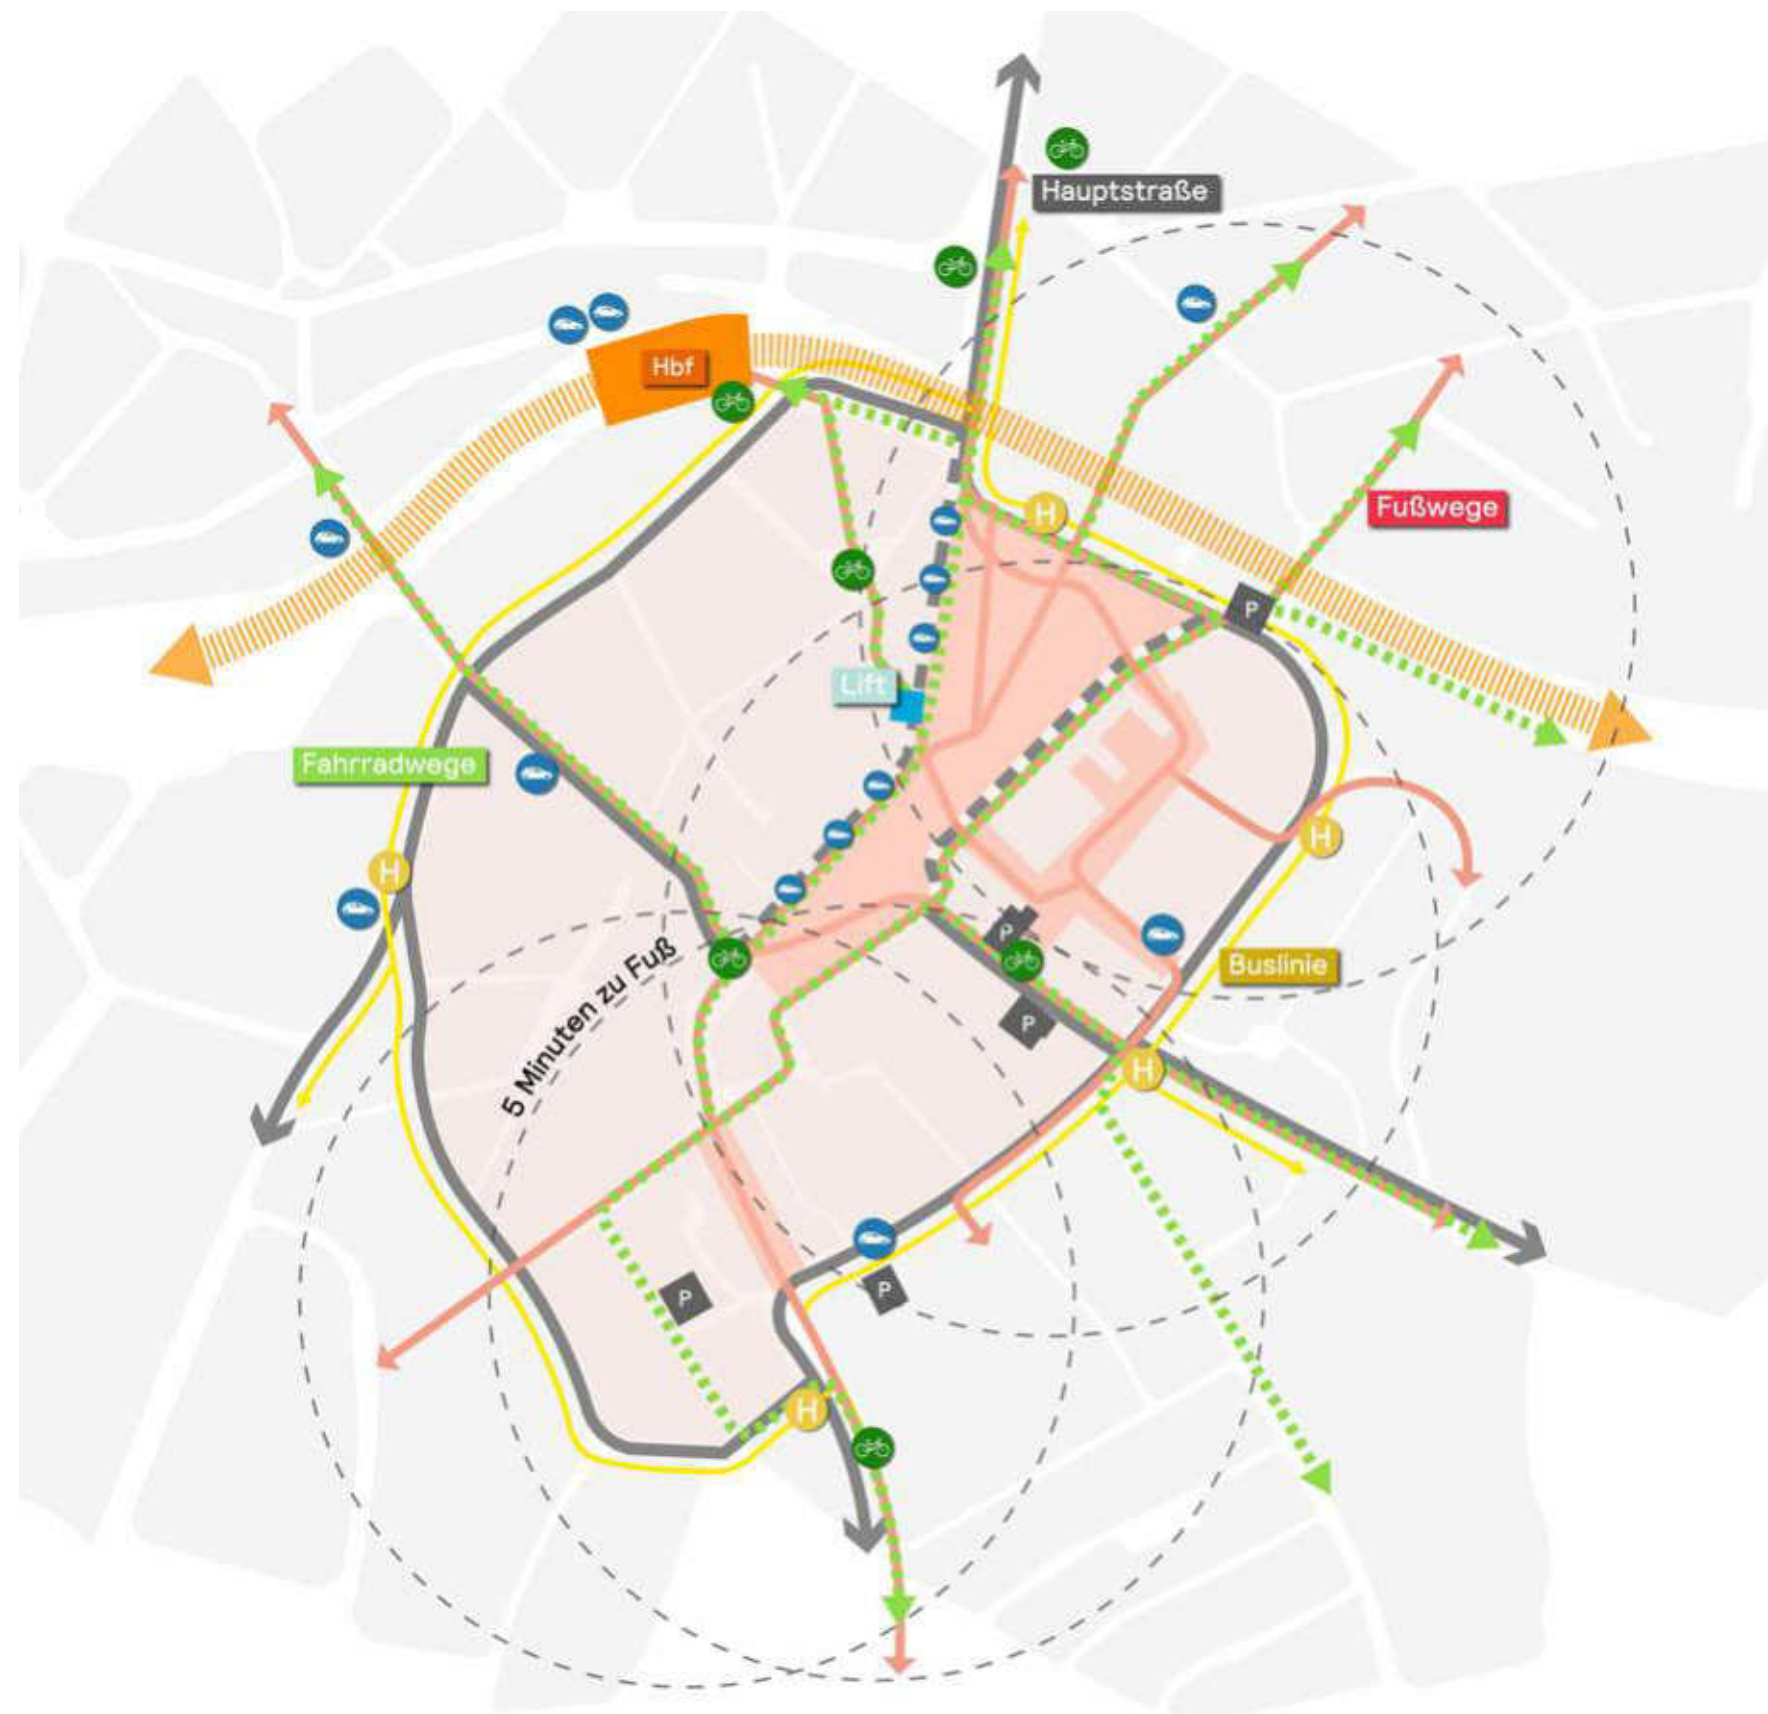 Hauptstraße
Hbf
Fußwege
H
P
Lift
Fahrradwege
H
H
P
Buslinie
5 Minuten zu Fuß
P
H
P
P
H